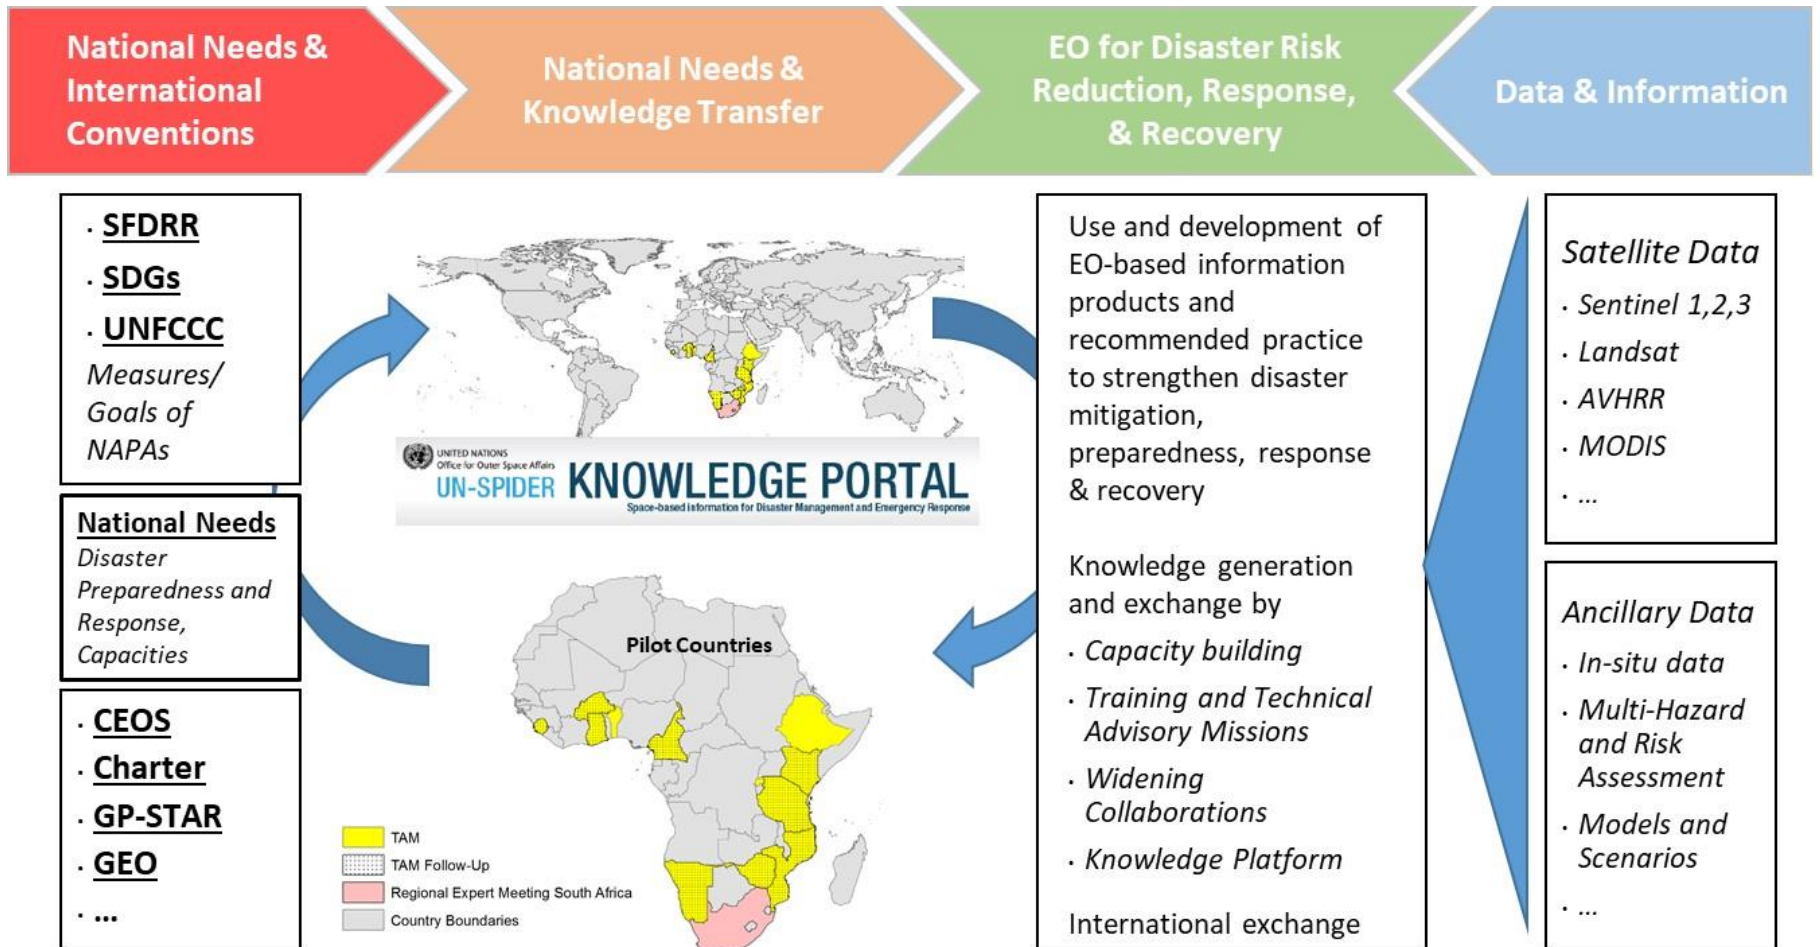 National Needs &
International
Conventions
National Needs &
Knowledge Transfer
EO for Disaster Risk
Reduction, Response,
& Recovery
Data & Information
· SFDRR
· SDGs
· UNFCCC
Measures/
Goals of
NAPAs
National Needs
Disaster
Preparedness and
Response,
Capacities
· CEOS
· Charter
· GP-STAR
· GEO
· ...
UNITED NATIONS
Office for Outer Space Affairs
UN-SPIDER KNOWLEDGE PORTAL
Space-based information for Disaster Management and Emergency Response
Pilot Countries
TAM
TAM Follow-Up
Regional Expert Meeting South Africa
Country Boundaries
Use and development of
EO-based information
products and
recommended practice
to strengthen disaster
mitigation,
preparedness, response
& recovery
Knowledge generation
and exchange by
· Capacity building
· Training and Technical
Advisory Missions
· Widening
Collaborations
· Knowledge Platform
International exchange
Satellite Data
· Sentinel 1,2,3
· Landsat
· AVHRR
· MODIS
· ...
Ancillary Data
· In-situ data
· Multi-Hazard
and Risk
Assessment
· Models and
Scenarios
· ...